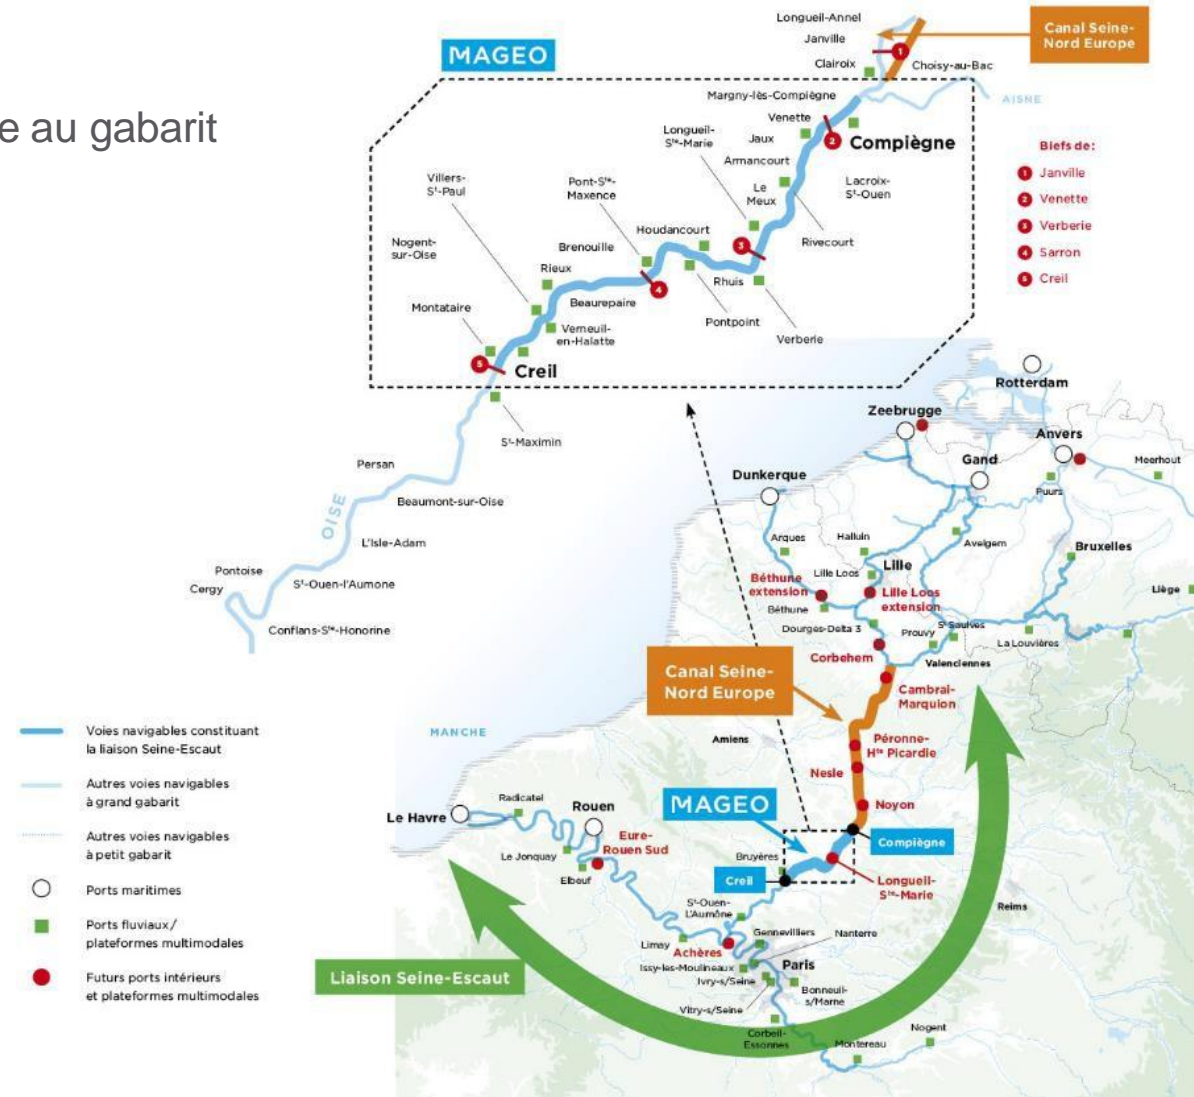 e au gabarit
MAGEO
Longueil-Annel
Janville
Clairoix
1
Choisy-au-Bac
Canal Seine-
Nord Europe
AISNE
Margny-lès-Compiègne
Venette
2
Compiègne
Longueil-
Ste-Marie
Jaux
Armancourt
Le
Meux
Lacroix-
St-Ouen
Rivecourt
Villers-
St-Paul
Pont-Ste-
Maxence
Houdancourt
3
Nogent-
sur-Oise
Brenouille
Rieux
Rhuis
Montataire
Beaurepaire
4
Pontpoint
Verberie
Verneuil-
en-Halatte
5
Creil
St-Maximin
Biefs de :
1 Janville
2 Venette
3 Verberie
4 Sarron
5 Creil
Persan
Beaumont-sur-Oise
OISE
L'Isle-Adam
Pontoise
Cergy
St-Ouen-l'Aumone
Conflans-Ste-Honorine
Rotterdam
Zeebrugge
Anvers
Gand
Meerhout
Dunkerque
Puurs
Arques
Halluin
Avelgem
Bruxelles
Lille
Lille Loos
Béthune
extension
Lille Loos
extension
Liège
Béthune
Dourges-Delta 3
Prouvy
St Saulves
La Louvières
Corbehem
Valenciennes
Canal Seine-
Nord Europe
Cambrai-
Marquion
MANCHE
Amiens
Péronne-
Hte Picardie
Nesle
MAGEO
Noyon
Compiègne
Le Havre
Radicatel
Rouen
Eure-
Rouen Sud
Le Jonquay
Elbeuf
Bruyères
Creil
Longueil-
Ste-Marie
Reims
St-Ouen-
L'Aumône
Limay
Achères
Gennevilliers
Nanterre
Issy-les-Moulineaux
Paris
Ivry-s/Seine
Bonneuil-
s/Marne
Vitry-s/Seine
Corbeil-
Essonnes
Montereau
Nogent
Liaison Seine-Escaut
Voies navigables constituant
la liaison Seine-Escaut
Autres voies navigables
à grand gabarit
Autres voies navigables
à petit gabarit
Ports maritimes
Ports fluviaux/
plateformes multimodales
Futurs ports intérieurs
et plateformes multimodales